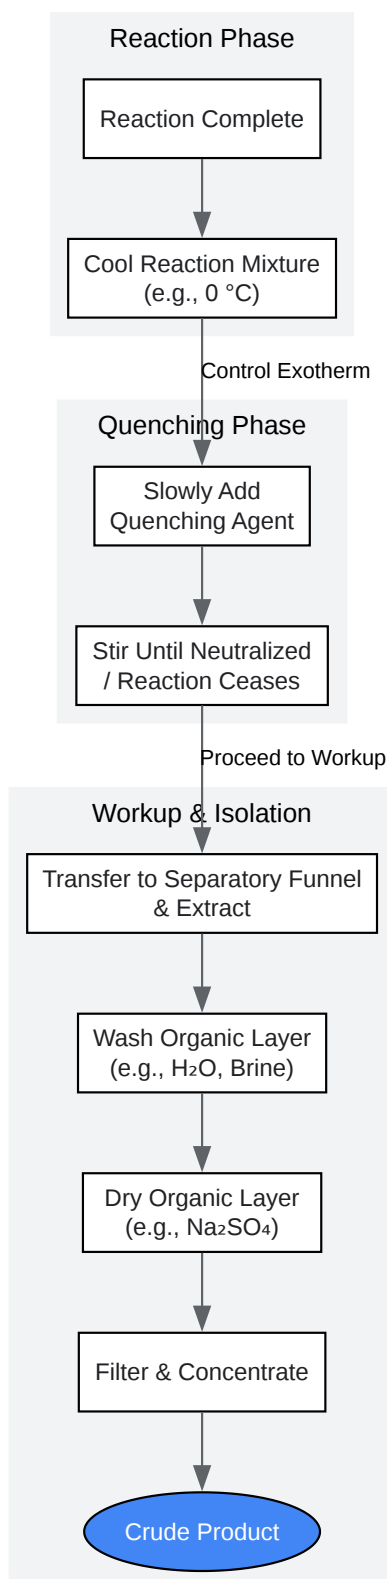 Reaction Phase
Reaction Complete
Cool Reaction Mixture
(e.g., 0 °C)
Control Exotherm
Quenching Phase
Slowly Add
Quenching Agent
Stir Until Neutralized
/ Reaction Ceases
Proceed to Workup
Workup & Isolation
Transfer to Separatory Funnel
& Extract
Wash Organic Layer
(e.g., H₂O, Brine)
Dry Organic Layer
(e.g., Na₂SO₄)
Filter & Concentrate
Crude Product